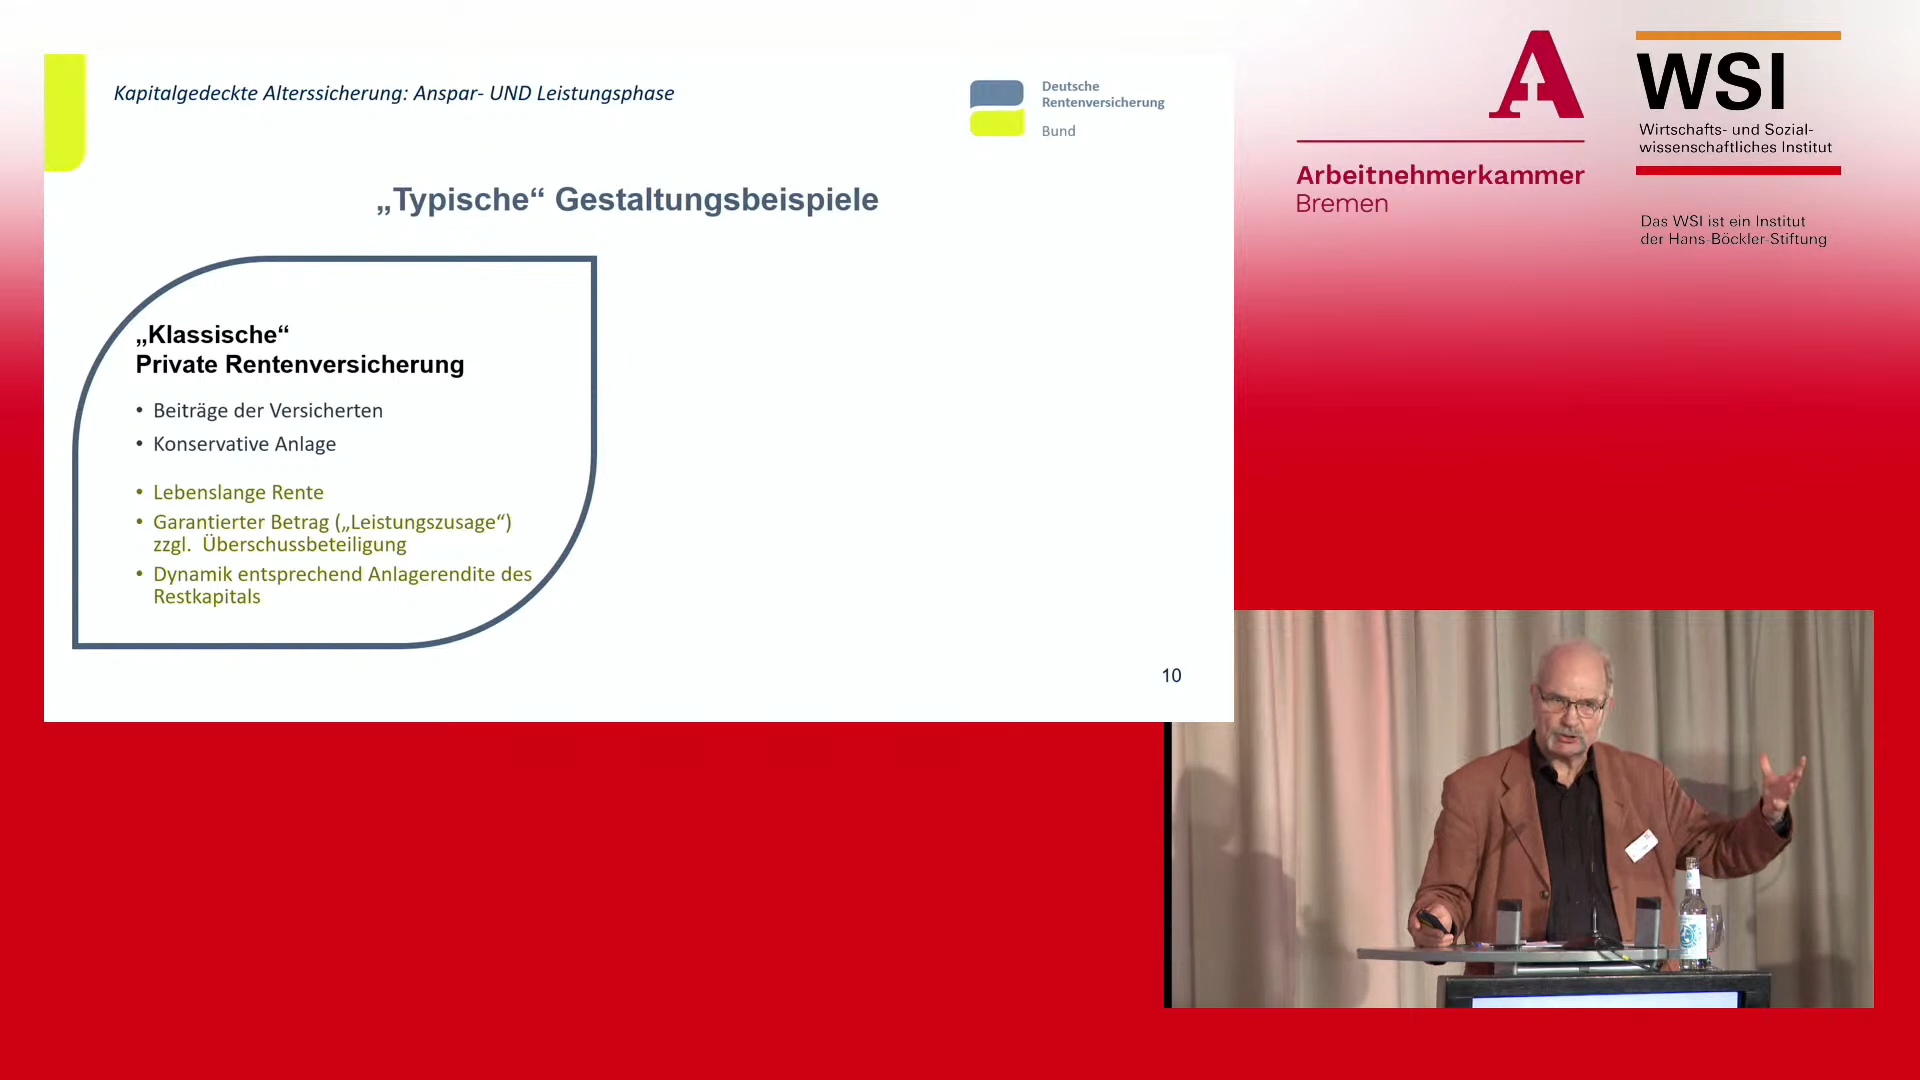 Kapitalgedeckte Alterssicherung: Anspar- UND Leistungsphase
Deutsche
Rentenversicherung
Bund
„Typische“ Gestaltungsbeispiele
„Klassische“
Private Rentenversicherung
• Beiträge der Versicherten
• Konservative Anlage
• Lebenslange Rente
• Garantierter Betrag („Leistungszusage“)
zzgl. Überschussbeteiligung
• Dynamik entsprechend Anlagerendite des
Restkapitals
10
A
Arbeitnehmerkammer
Bremen
WSI
Wirtschafts- und Sozial-
wissenschaftliches Institut
Das WSI ist ein Institut
der Hans-Böckler-Stiftung